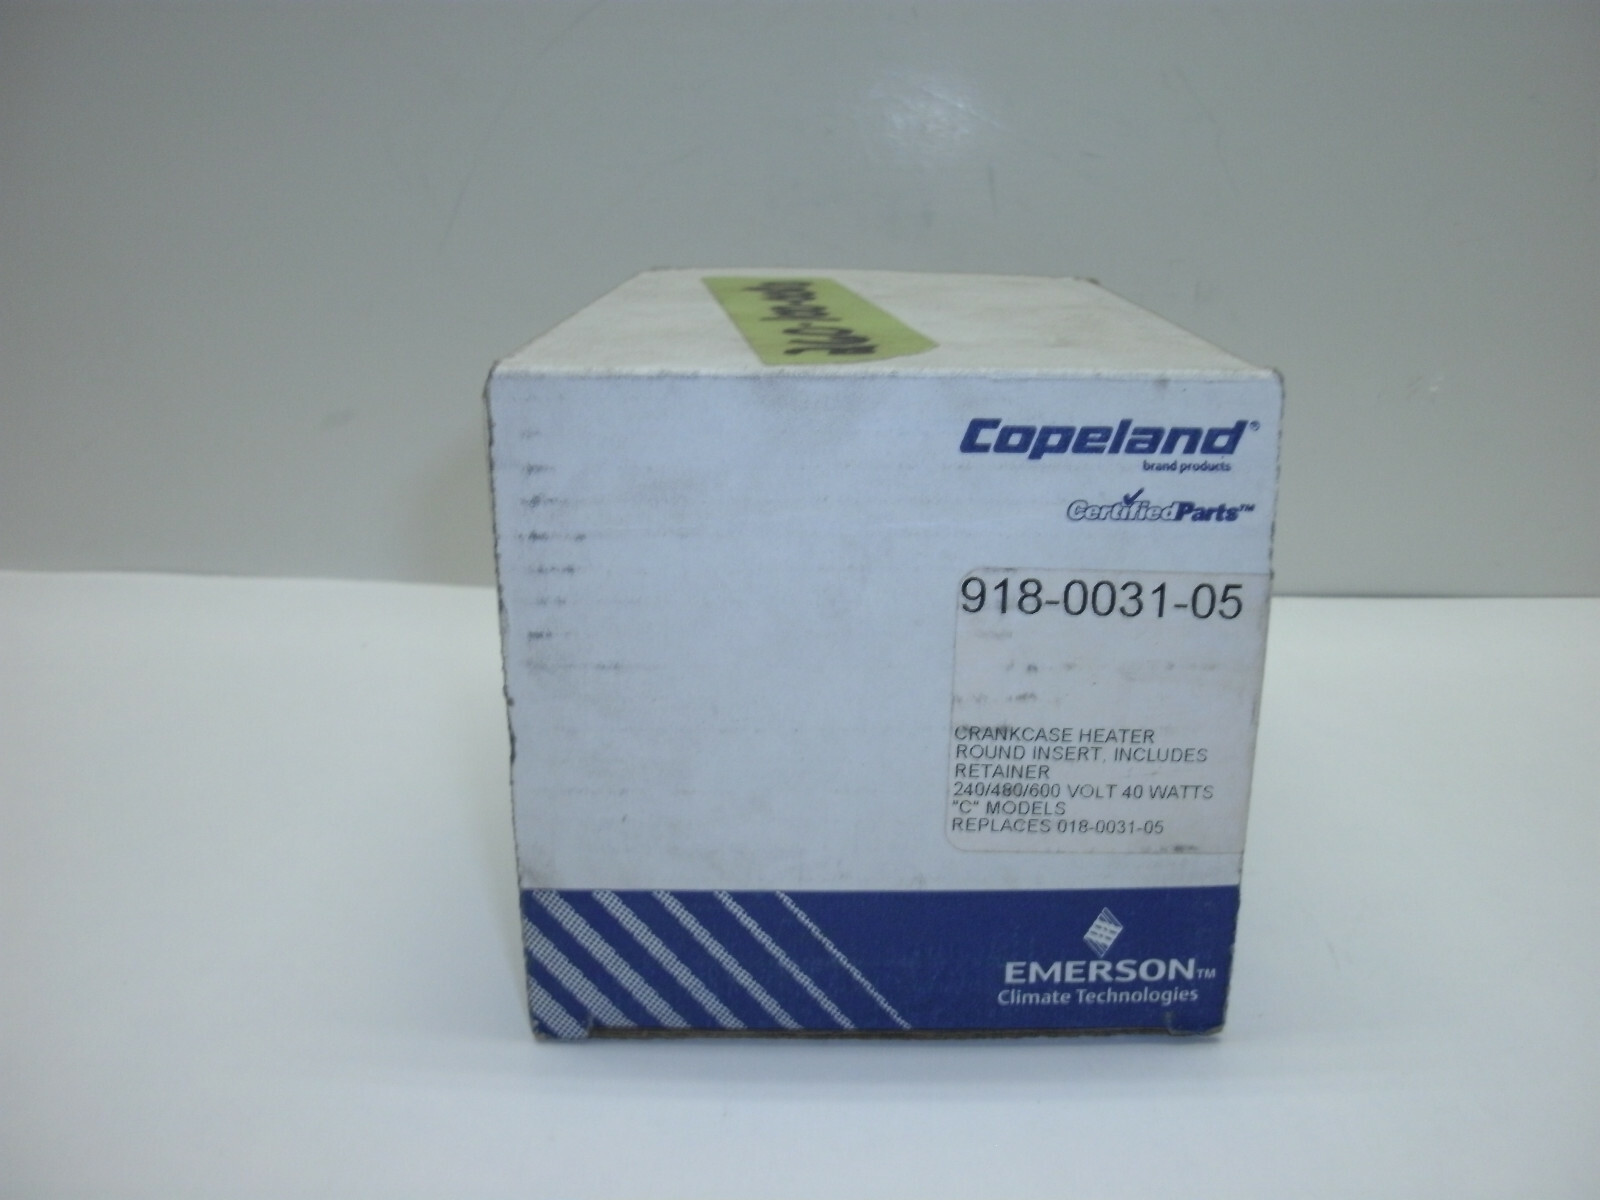 Copeland®
brand products
CertifiedParts™
918-0031-05
CRANKCASE HEATER
ROUND INSERT, INCLUDES
RETAINER
240/480/600 VOLT 40 WATTS
"C" MODELS
REPLACES 018-0031-05
EMERSON™
Climate Technologies